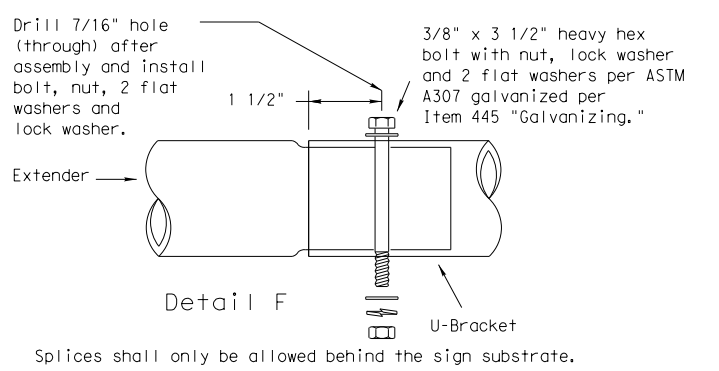 Drill 7/16" hole
(through) after
assembly and install
bolt, nut, 2 flat
washers and
lock washer.
3/8" x 3 1/2" heavy hex
bolt with nut, lock washer
and 2 flat washers per ASTM
A307 galvanized per
Item 445 "Galvanizing."
1 1/2"
Extender
Detail F
U-Bracket
Splices shall only be allowed behind the sign substrate.